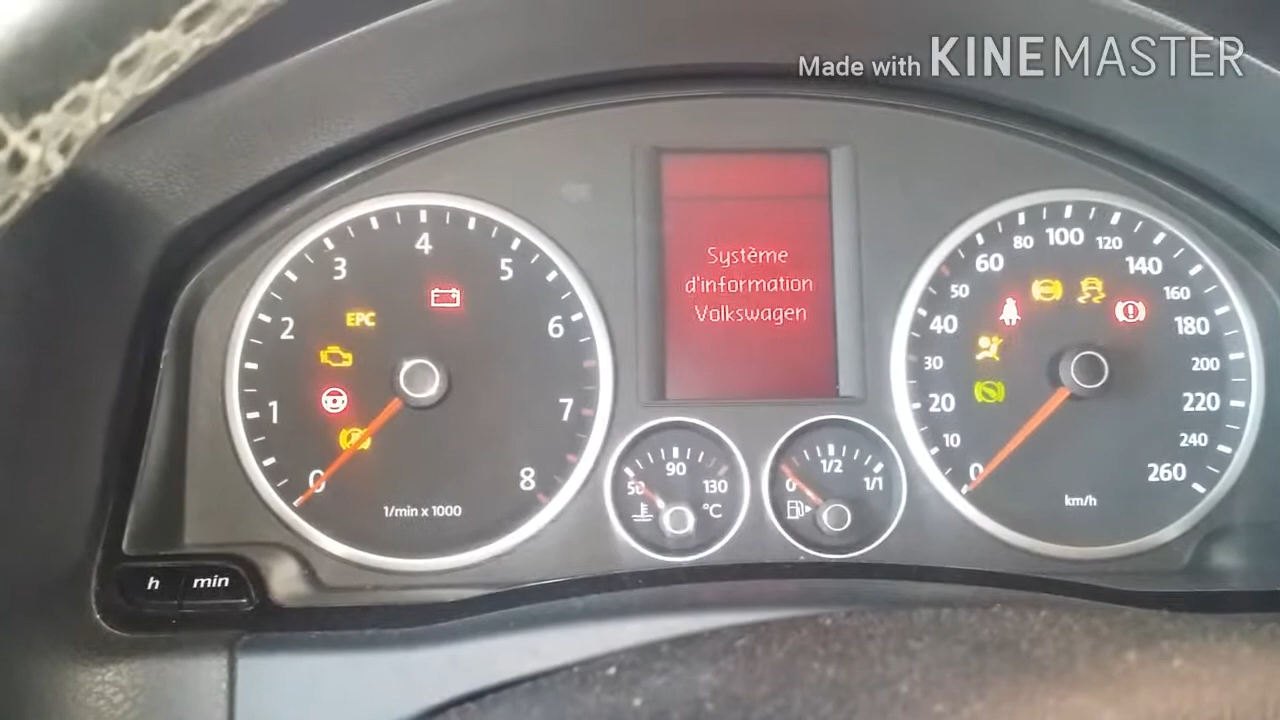 Made with KINEMASTER
Système
d'information
Volkswagen
EPC
0 1 2 3 4 5 6 7 8
1/min x 1000
50 90 130
°C
0 1/2 1/1
0 10 20 30 40 50 60 80 100 120 140 160 180 200 220 240 260
km/h
h min